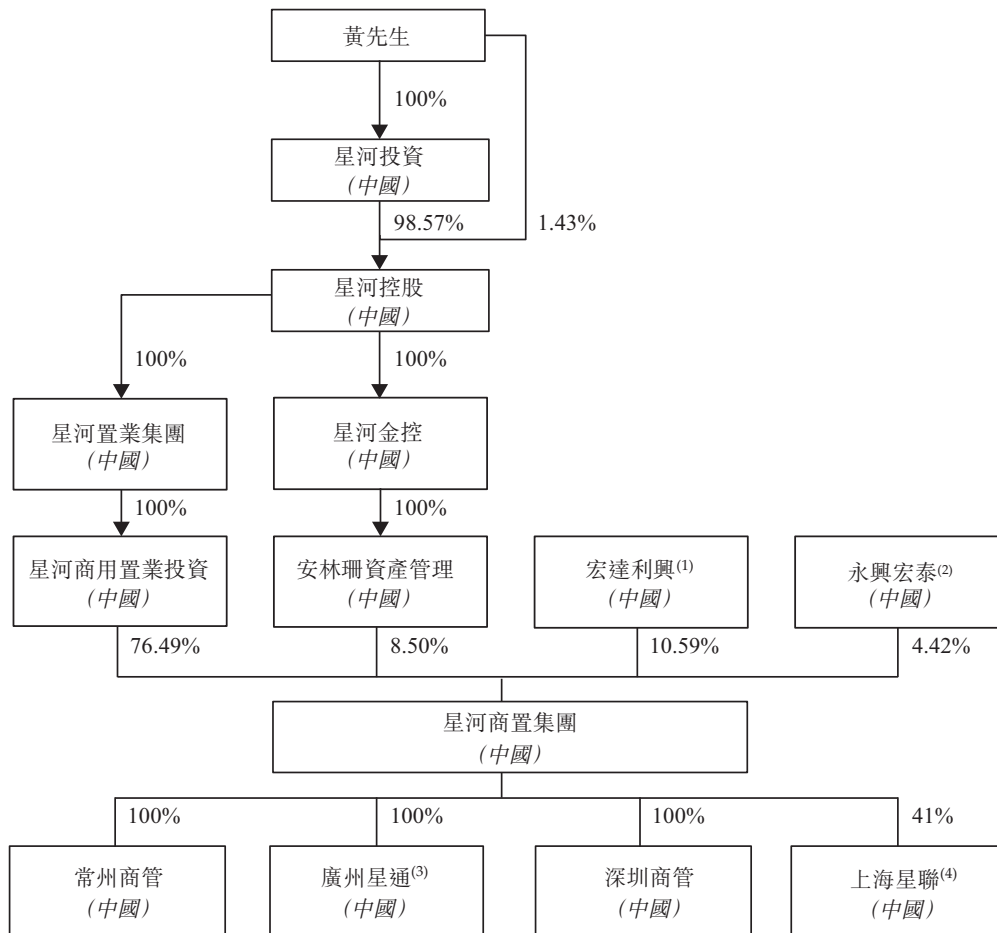 黃先生
100%
星河投資
（中國）
98.57%
1.43%
星河控股
（中國）
100%
100%
星河置業集團
（中國）
星河金控
（中國）
100%
100%
星河商用置業投資
（中國）
安林珊資產管理
（中國）
宏達利興(1)
（中國）
永興宏泰(2)
（中國）
76.49%
8.50%
10.59%
4.42%
星河商置集團
（中國）
100%
100%
100%
41%
常州商管
（中國）
廣州星通(3)
（中國）
深圳商管
（中國）
上海星聯(4)
（中國）